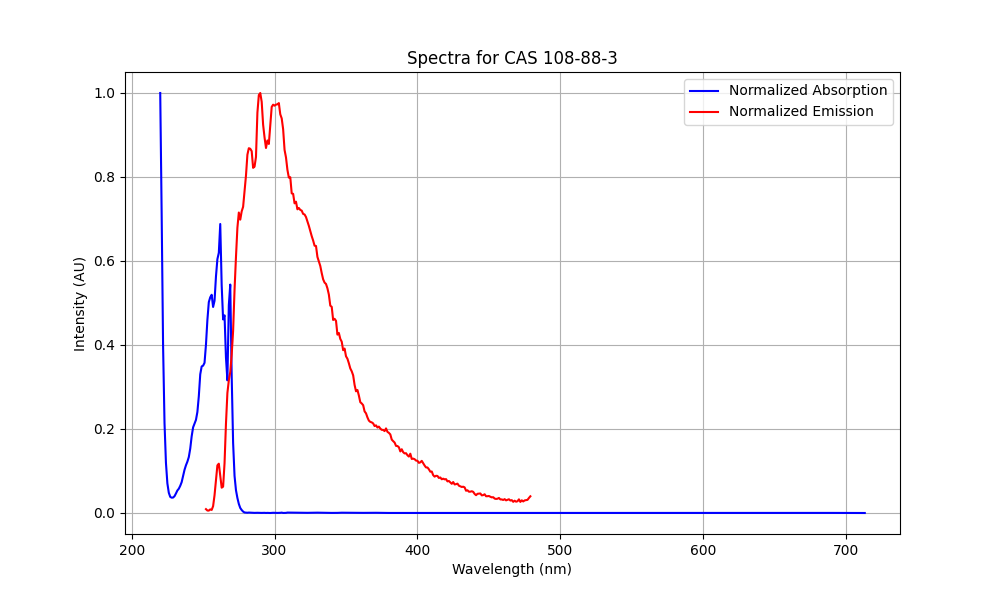 Spectra for CAS 108-88-3
Normalized Absorption
Normalized Emission
Intensity (AU)
1.0
0.8
0.6
0.4
0.2
0.0
200 300 400 500 600 700
Wavelength (nm)